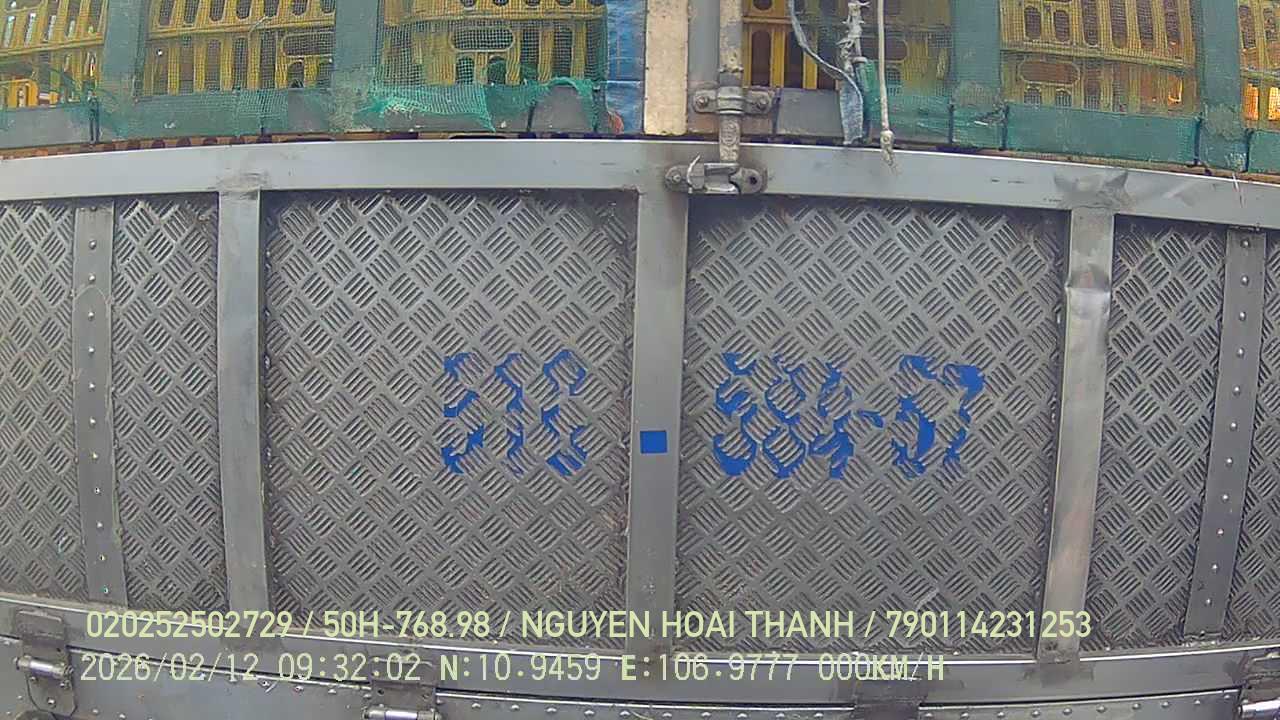 51C
020252502729 / 50H-768.98 / NGUYEN HOAI THANH / 790114231253
2026/02/12 09:32:02 N:10.9459 E:106.9777 000KM/H